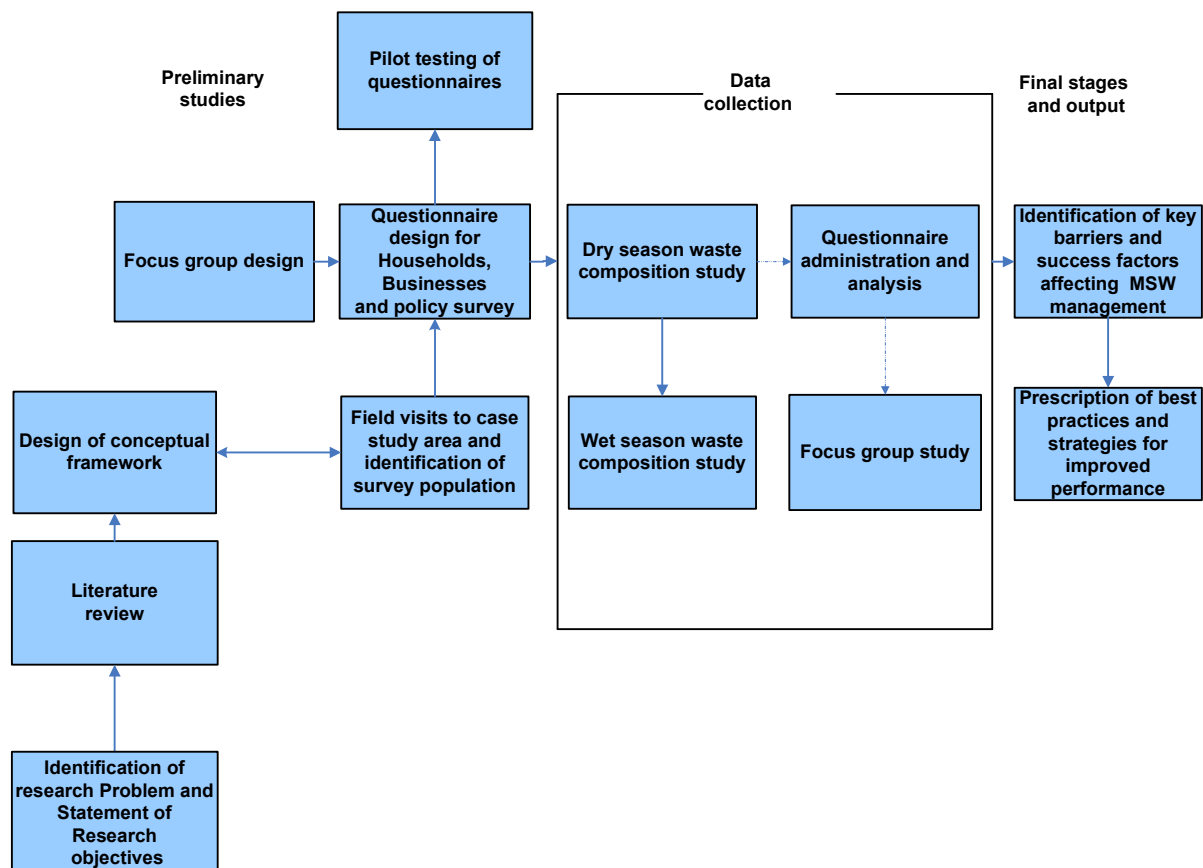 Preliminary
studies
Pilot testing of
questionnaires
Data
collection
Final stages
and output
Focus group design
Questionnaire
design for
Households,
Businesses
and policy survey
Dry season waste
composition study
Questionnaire
administration and
analysis
Identification of key
barriers and
success factors
affecting MSW
management
Design of conceptual
framework
Field visits to case
study area and
identification of
survey population
Wet season waste
composition study
Focus group study
Prescription of best
practices and
strategies for
improved
performance
Literature
review
Identification of
research Problem and
Statement of
Research
objectives